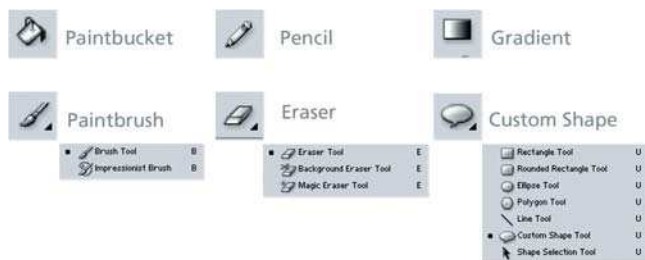 Paintbucket
Pencil
Gradient
Paintbrush
Brush Tool B
Impressionist Brush B
Eraser
Eraser Tool E
Background Eraser Tool E
Magic Eraser Tool E
Custom Shape
Rectangle Tool U
Rounded Rectangle Tool U
Ellipse Tool U
Polygon Tool U
Line Tool U
Custom Shape Tool U
Shape Selection Tool U